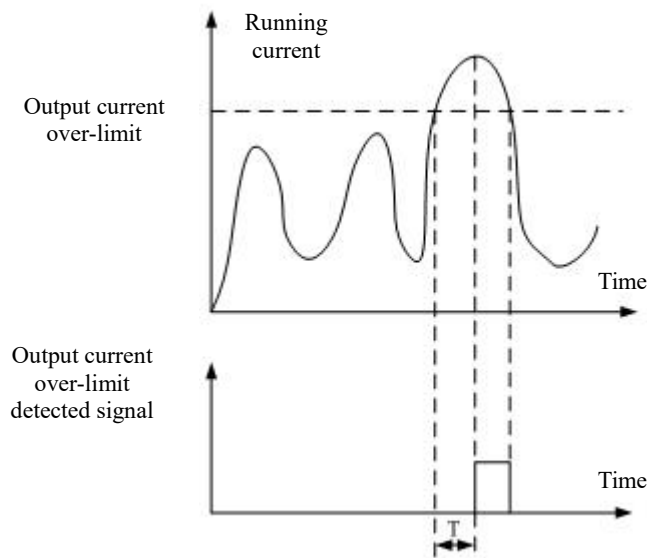 Running
current
Output current
over-limit
Time
Output current
over-limit
detected signal
Time
T